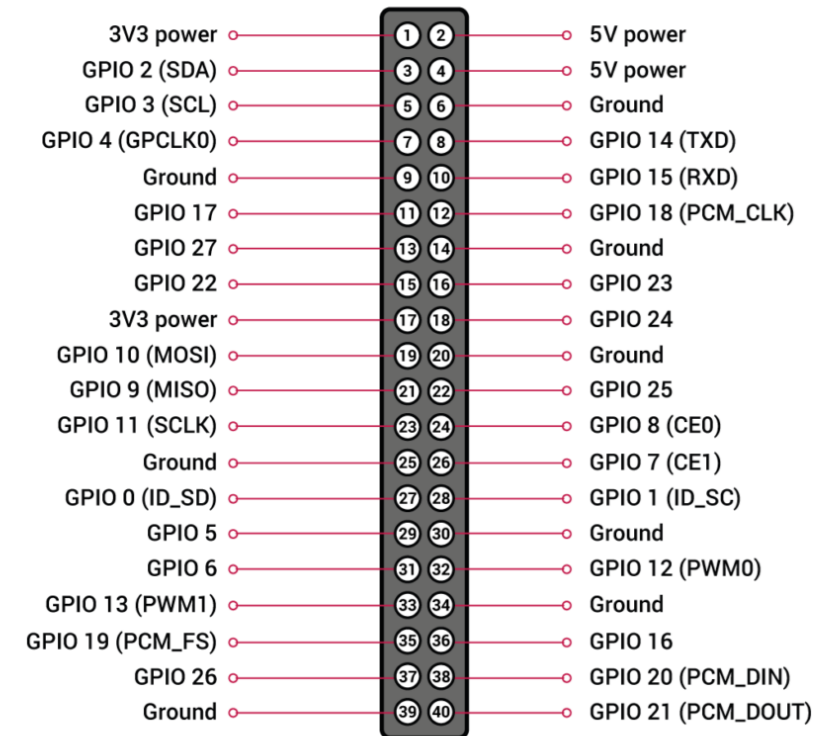 3V3 power 1 2 5V power
GPIO 2 (SDA) 3 4 5V power
GPIO 3 (SCL) 5 6 Ground
GPIO 4 (GPCLK0) 7 8 GPIO 14 (TXD)
Ground 9 10 GPIO 15 (RXD)
GPIO 17 11 12 GPIO 18 (PCM_CLK)
GPIO 27 13 14 Ground
GPIO 22 15 16 GPIO 23
3V3 power 17 18 GPIO 24
GPIO 10 (MOSI) 19 20 Ground
GPIO 9 (MISO) 21 22 GPIO 25
GPIO 11 (SCLK) 23 24 GPIO 8 (CE0)
Ground 25 26 GPIO 7 (CE1)
GPIO 0 (ID_SD) 27 28 GPIO 1 (ID_SC)
GPIO 5 29 30 Ground
GPIO 6 31 32 GPIO 12 (PWM0)
GPIO 13 (PWM1) 33 34 Ground
GPIO 19 (PCM_FS) 35 36 GPIO 16
GPIO 26 37 38 GPIO 20 (PCM_DIN)
Ground 39 40 GPIO 21 (PCM_DOUT)